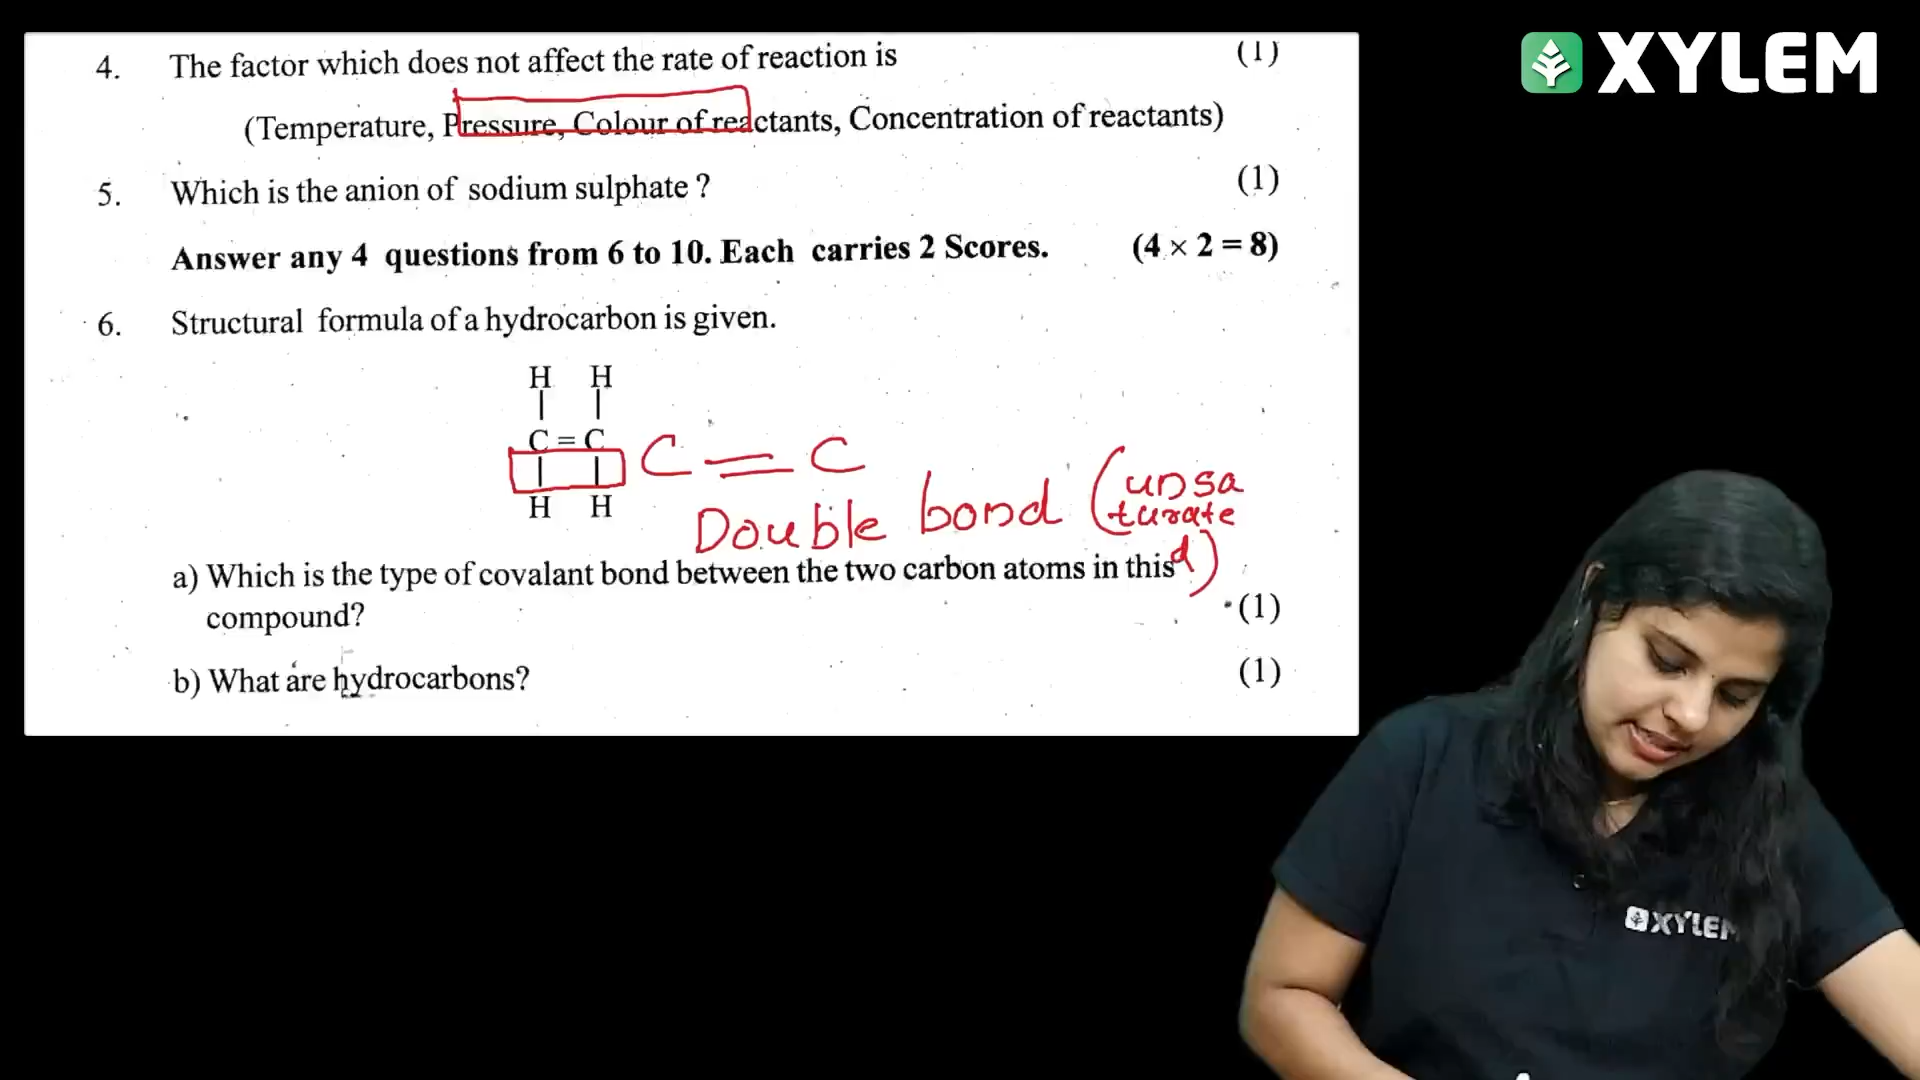 XYLEM
4. The factor which does not affect the rate of reaction is (1)
(Temperature, Pressure, Colour of reactants, Concentration of reactants)
5. Which is the anion of sodium sulphate ? (1)
Answer any 4 questions from 6 to 10. Each carries 2 Scores. (4 × 2 = 8)
6. Structural formula of a hydrocarbon is given.
H H
C = C
H H
C = C
Double bond (unsa
turate
d)
a) Which is the type of covalant bond between the two carbon atoms in this
compound? (1)
b) What are hydrocarbons? (1)
XYLEM